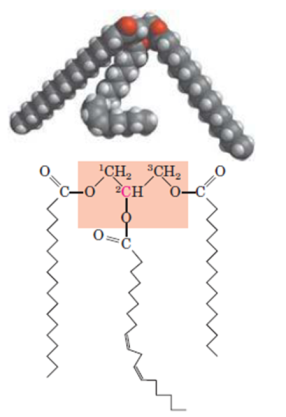 O ¹CH₂ ³CH₂ O
C—O ²CH O—C
O
O=C